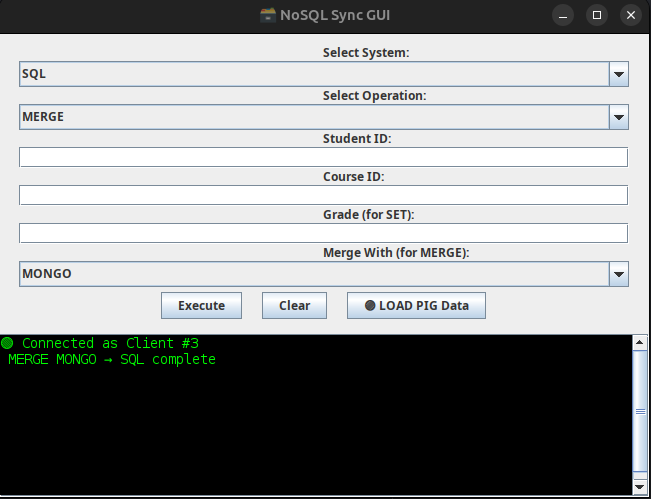 NoSQL Sync GUI
Select System:
SQL
Select Operation:
MERGE
Student ID:
Course ID:
Grade (for SET):
Merge With (for MERGE):
MONGO
Execute Clear LOAD PIG Data
Connected as Client #3
MERGE MONGO → SQL complete